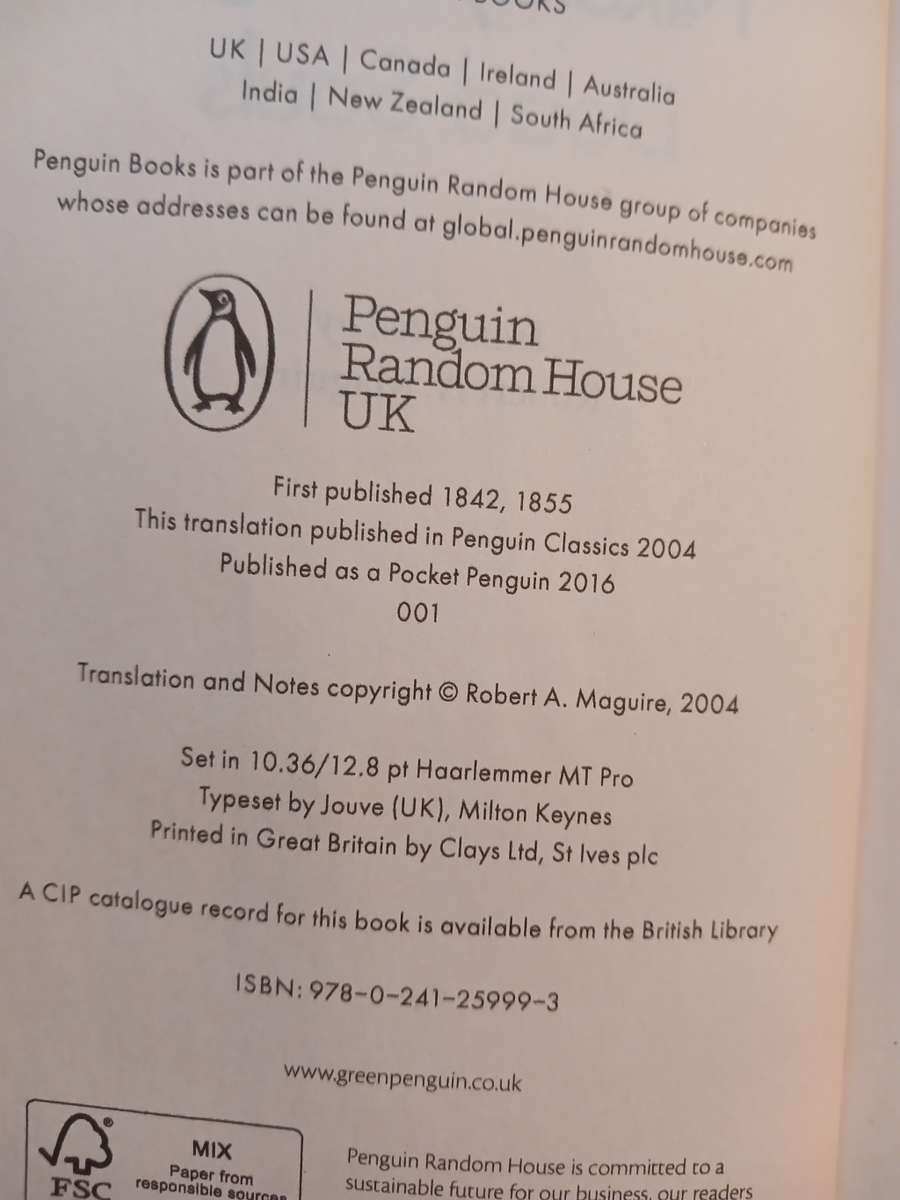 BOOKS
UK | USA | Canada | Ireland | Australia
India | New Zealand | South Africa
Penguin Books is part of the Penguin Random House group of companies
whose addresses can be found at global.penguinrandomhouse.com
Penguin
Random House
UK
First published 1842, 1855
This translation published in Penguin Classics 2004
Published as a Pocket Penguin 2016
001
Translation and Notes copyright © Robert A. Maguire, 2004
Set in 10.36/12.8 pt Haarlemmer MT Pro
Typeset by Jouve (UK), Milton Keynes
Printed in Great Britain by Clays Ltd, St Ives plc
A CIP catalogue record for this book is available from the British Library
ISBN: 978-0-241-25999-3
www.greenpenguin.co.uk
MIX
Paper from
responsible sources
FSC
®
Penguin Random House is committed to a
sustainable future for our business, our readers